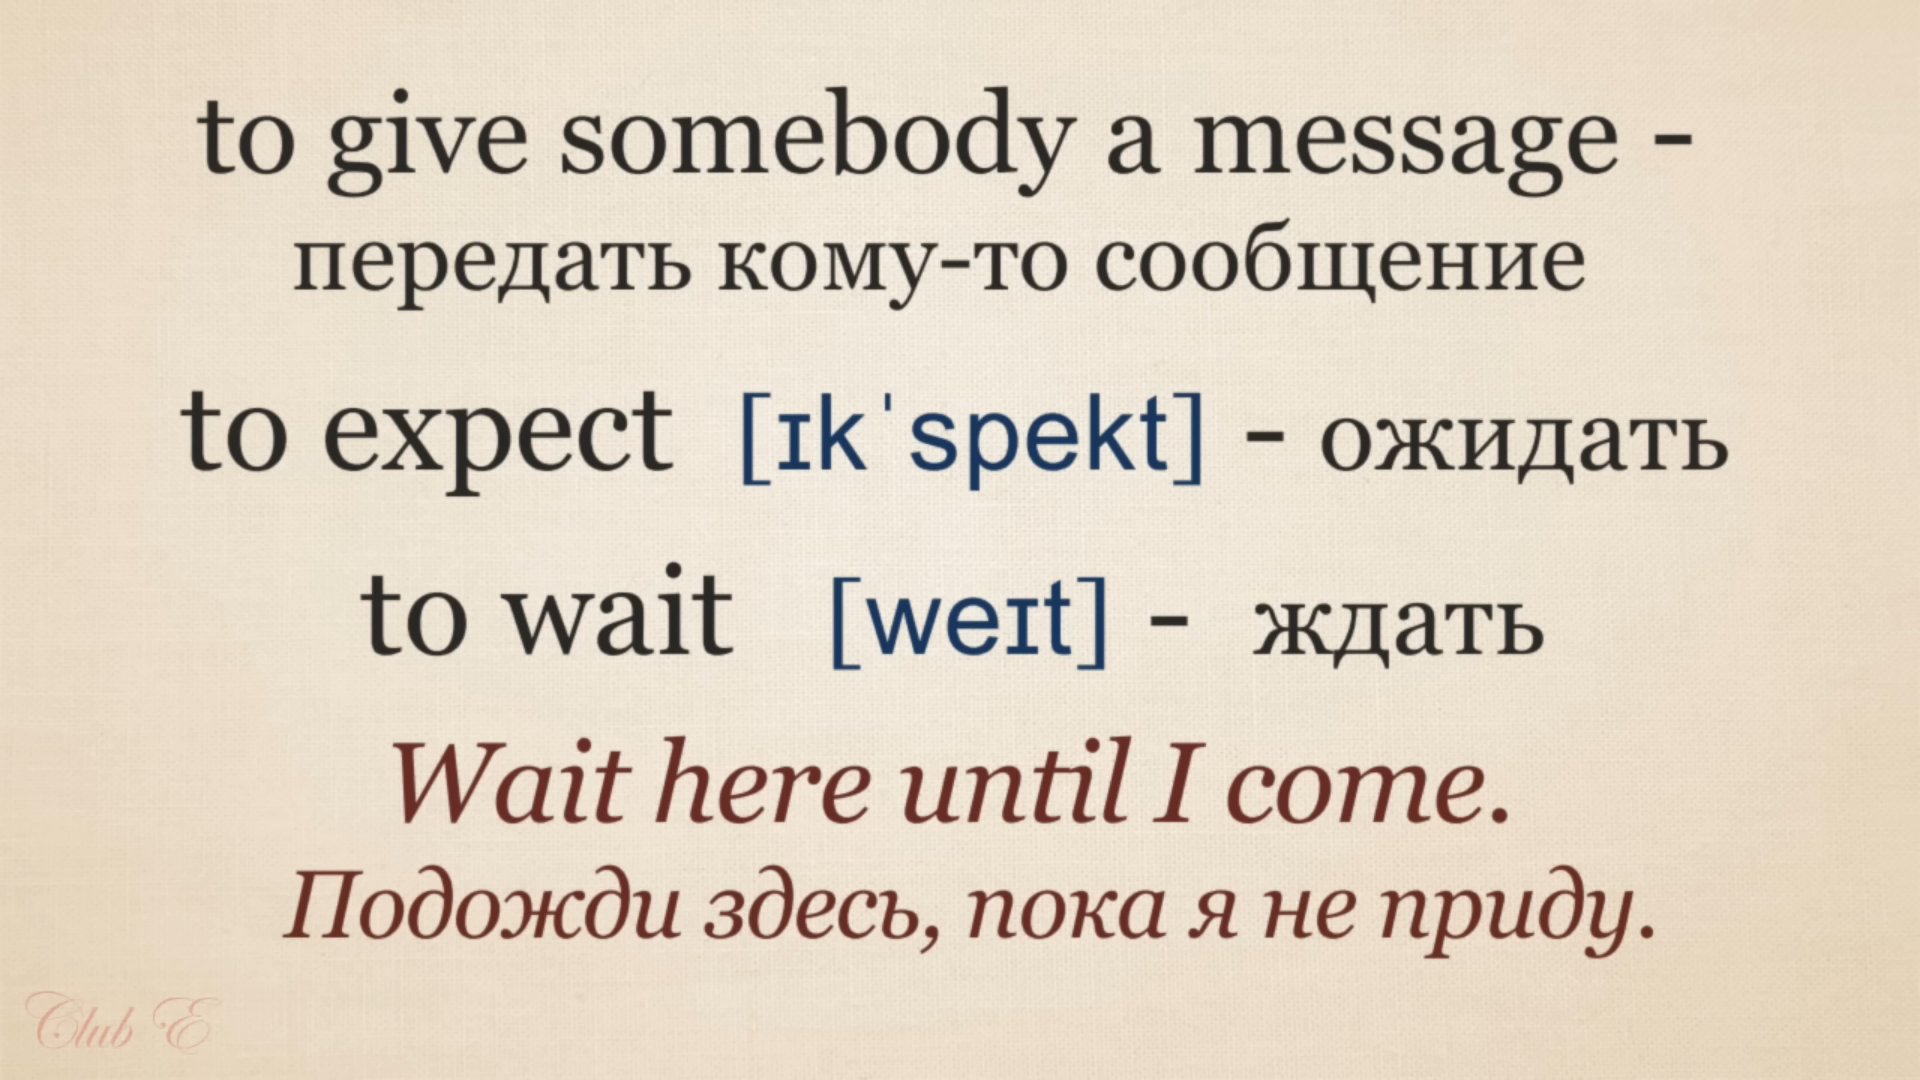 to give somebody a message -
передать кому-то сообщение
to expect [ɪkˈspekt] - ожидать
to wait [weɪt] - ждать
Wait here until I come.
Подожди здесь, пока я не приду.
Club E